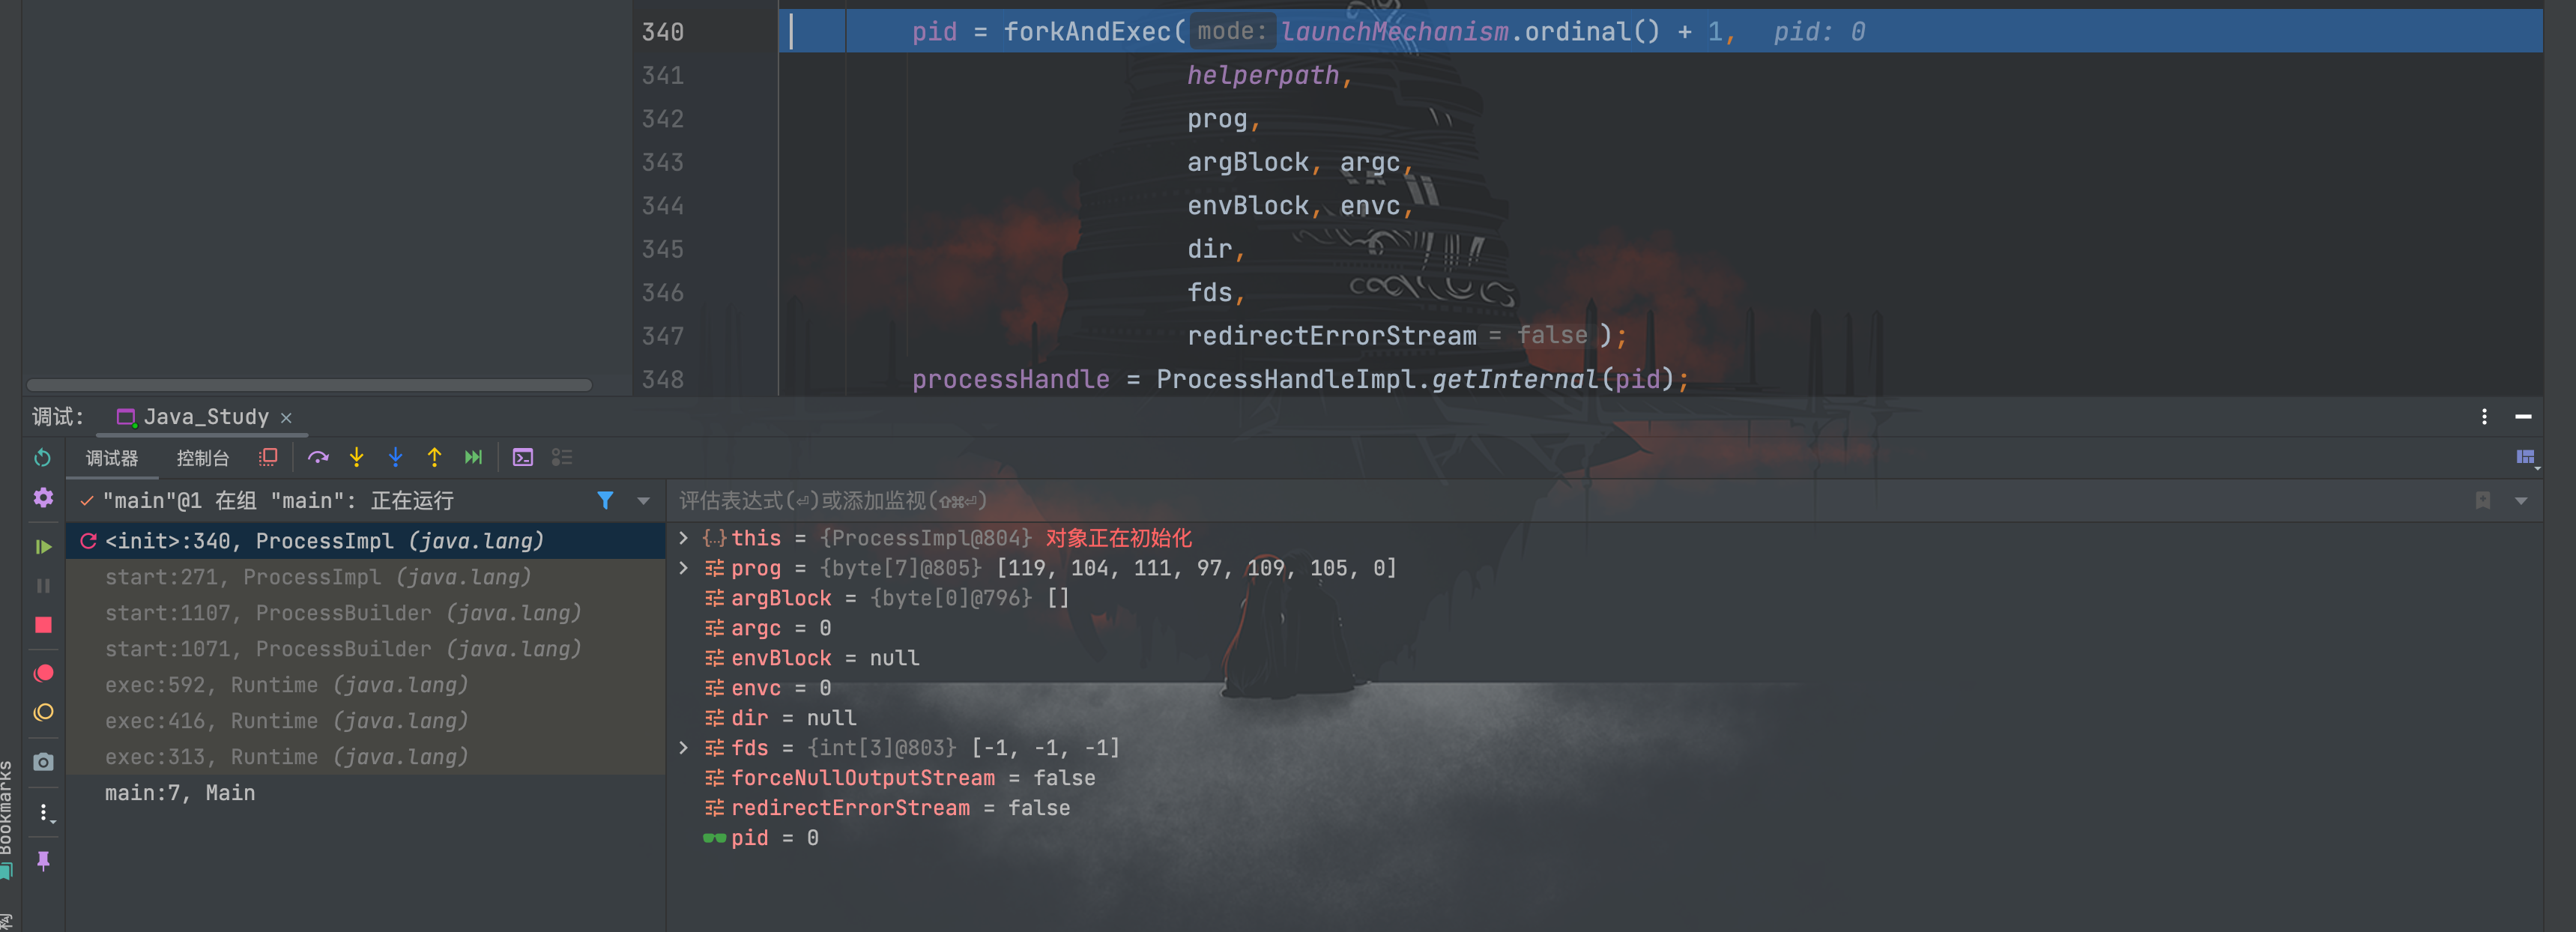 340 pid = forkAndExec( mode: launchMechanism.ordinal() + 1, pid: 0
341 helperpath,
342 prog,
343 argBlock, argc,
344 envBlock, envc,
345 dir,
346 fds,
347 redirectErrorStream = false );
348 processHandle = ProcessHandleImpl.getInternal(pid);
调试: Java_Study ×
调试器 控制台
"main"@1 在组 "main": 正在运行
评估表达式(⏎)或添加监视(⇧⌘⏎)
<init>:340, ProcessImpl (java.lang)
start:271, ProcessImpl (java.lang)
start:1107, ProcessBuilder (java.lang)
start:1071, ProcessBuilder (java.lang)
exec:592, Runtime (java.lang)
exec:416, Runtime (java.lang)
exec:313, Runtime (java.lang)
main:7, Main
this = {ProcessImpl@804} 对象正在初始化
prog = {byte[7]@805} [119, 104, 111, 97, 109, 105, 0]
argBlock = {byte[0]@796} []
argc = 0
envBlock = null
envc = 0
dir = null
fds = {int[3]@803} [-1, -1, -1]
forceNullOutputStream = false
redirectErrorStream = false
pid = 0
Bookmarks
构